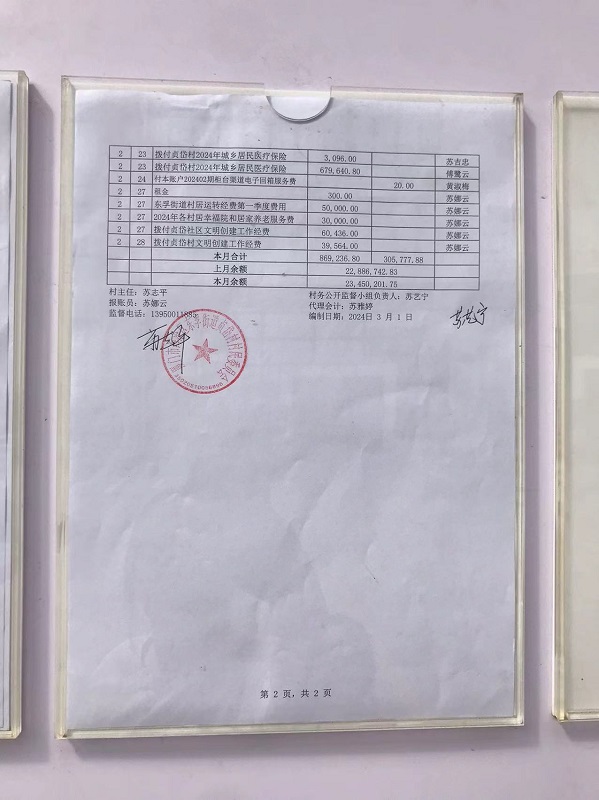 2 23 拨付贞岱村2024年城乡居民医疗保险 3,096.00 苏吉忠
2 23 拨付贞岱村2024年城乡居民医疗保险 679,640.80 傅鹭云
2 24 付本账户202402期柜台渠道电子回箱服务费 20.00 黄淑梅
2 27 租金 300.00 苏娜云
2 27 东孚街道村居运转经费第一季度费用 50,000.00 苏娜云
2 27 2024年各村居幸福院和居家养老服务费 30,000.00 苏娜云
2 27 拨付贞岱社区文明创建工作经费 60,436.00 苏娜云
2 28 拨付贞岱村文明创建工作经费 39,564.00 苏娜云
本月合计 869,236.80 305,777.88
上月余额 22,886,742.83
本月余额 23,450,201.75
村主任：苏志平 村务公开监督小组负责人：苏艺宁
报账员：苏娜云 代理会计：苏雅婷
监督电话：13950011885 编制日期：2024年 3 月 1 日
苏艺宁
第 2 页，共 2 页